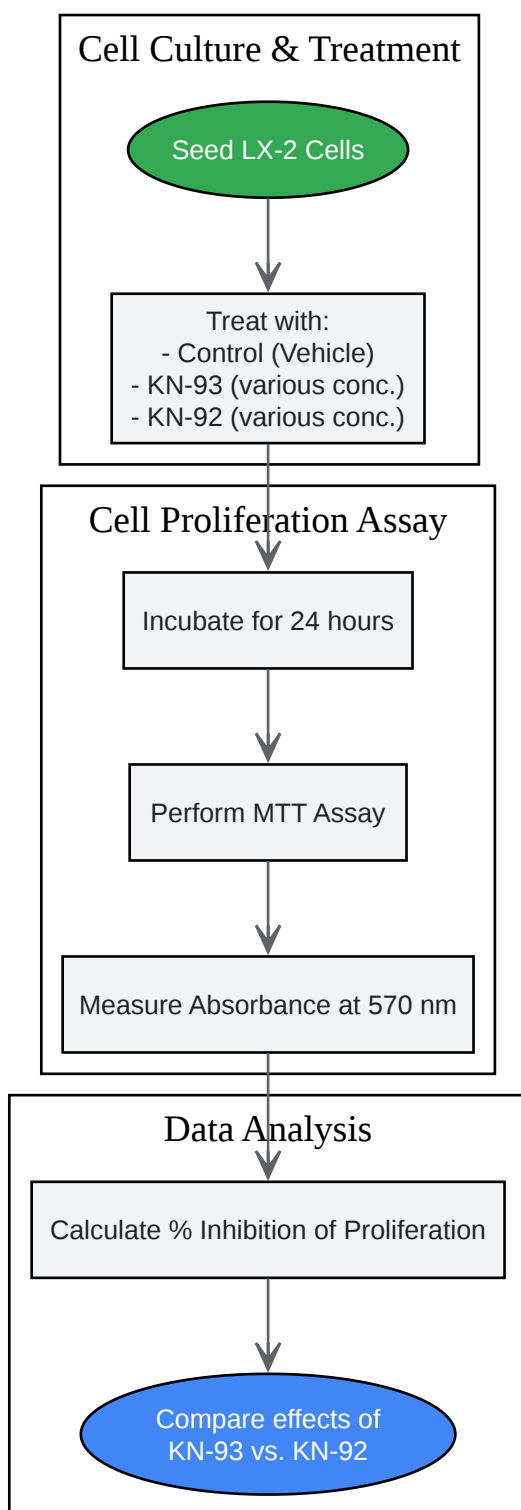 Cell Culture & Treatment
Seed LX-2 Cells
Treat with:
- Control (Vehicle)
- KN-93 (various conc.)
- KN-92 (various conc.)
Cell Proliferation Assay
Incubate for 24 hours
Perform MTT Assay
Measure Absorbance at 570 nm
Data Analysis
Calculate % Inhibition of Proliferation
Compare effects of
KN-93 vs. KN-92